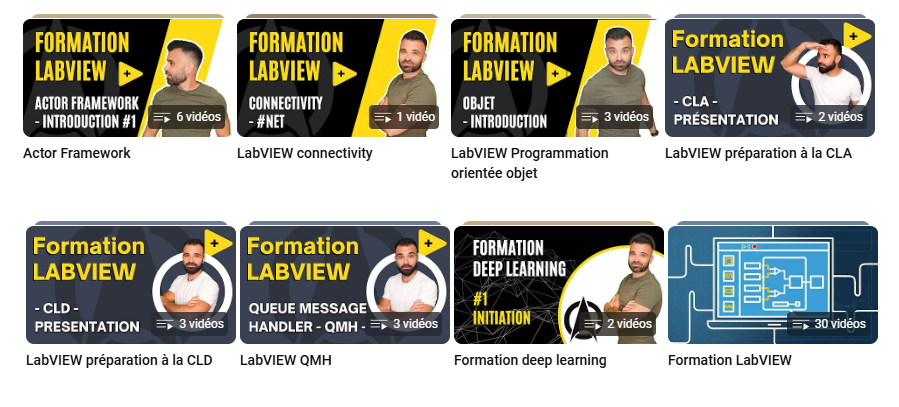 FORMATION
LABVIEW
ACTOR FRAMEWORK
- INTRODUCTION #1
6 vidéos
Actor Framework
FORMATION
LABVIEW
CONNECTIVITY
- #NET
1 vidéo
LabVIEW connectivity
FORMATION
LABVIEW
OBJET
- INTRODUCTION
3 vidéos
LabVIEW Programmation
orientée objet
Formation
LABVIEW
- CLA -
PRÉSENTATION
2 vidéos
LabVIEW préparation à la CLA
Formation
LABVIEW
- CLD -
PRESENTATION
3 vidéos
LabVIEW préparation à la CLD
Formation
LABVIEW
QUEUE MESSAGE
HANDLER - QMH -
3 vidéos
LabVIEW QMH
FORMATION
DEEP LEARNING
#1
INITIATION
2 vidéos
Formation deep learning
30 vidéos
Formation LabVIEW